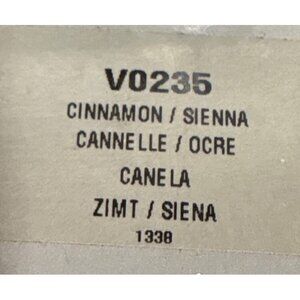 V0235
CINNAMON / SIENNA
CANNELLE / OCRE
CANELA
ZIMT / SIENA
1338